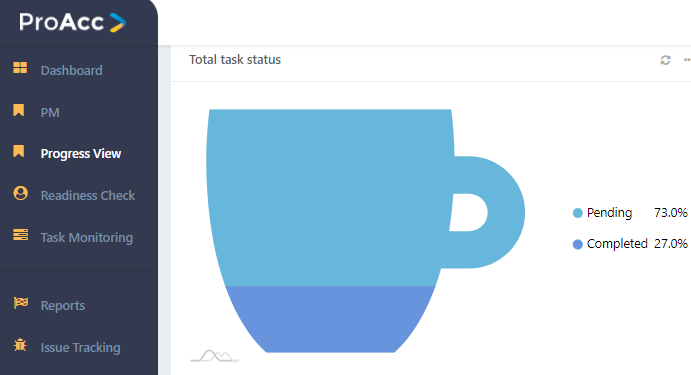 ProAcc
Dashboard
PM
Progress View
Readiness Check
Task Monitoring
Reports
Issue Tracking
Total task status
Pending 73.0%
Completed 27.0%